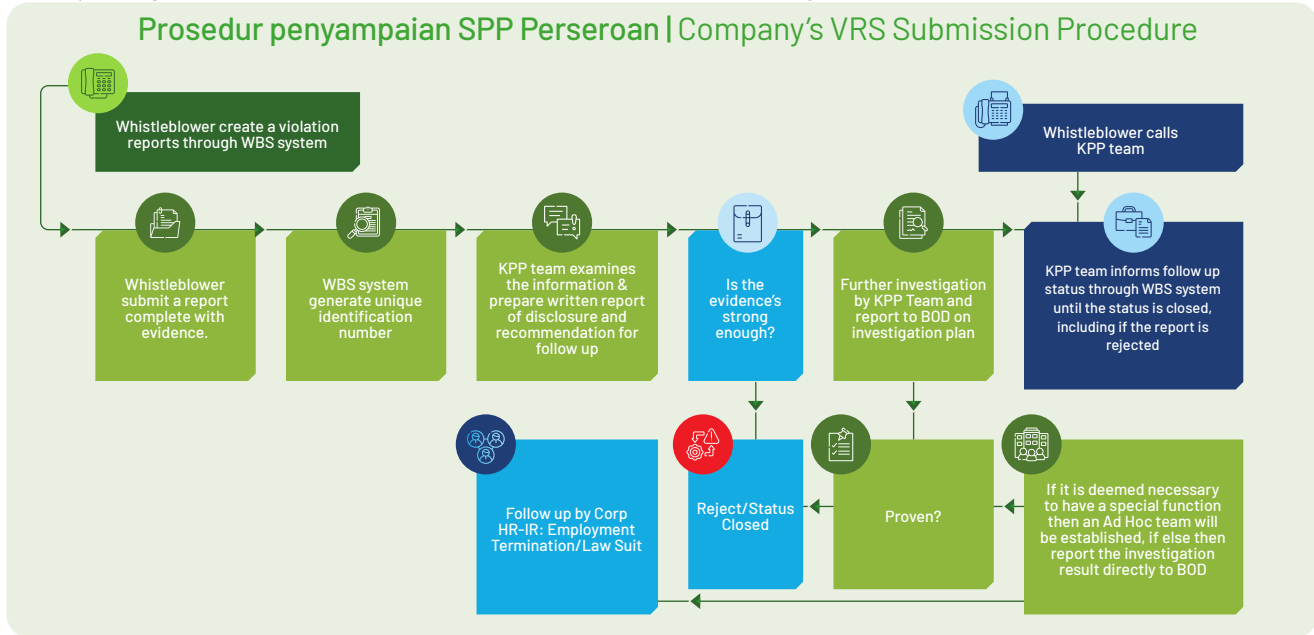 Prosedur penyampaian SPP Perseroan | Company's VRS Submission Procedure
Whistleblower create a violation
reports through WBS system
Whistleblower calls
KPP team
Whistleblower
submit a report
complete with
evidence.
WBS system
generate unique
identification
number
KPP team examines
the information &
prepare written report
of disclosure and
recommendation for
follow up
Is the
evidence's
strong
enough?
Further investigation
by KPP Team and
report to BOD on
investigation plan
KPP team informs follow up
status through WBS system
until the status is closed,
including if the report is
rejected
Follow up by Corp
HR-IR: Employment
Termination/Law Suit
Reject/Status
Closed
Proven?
If it is deemed necessary
to have a special function
then an Ad Hoc team will
be established, if else then
report the investigation
result directly to BOD